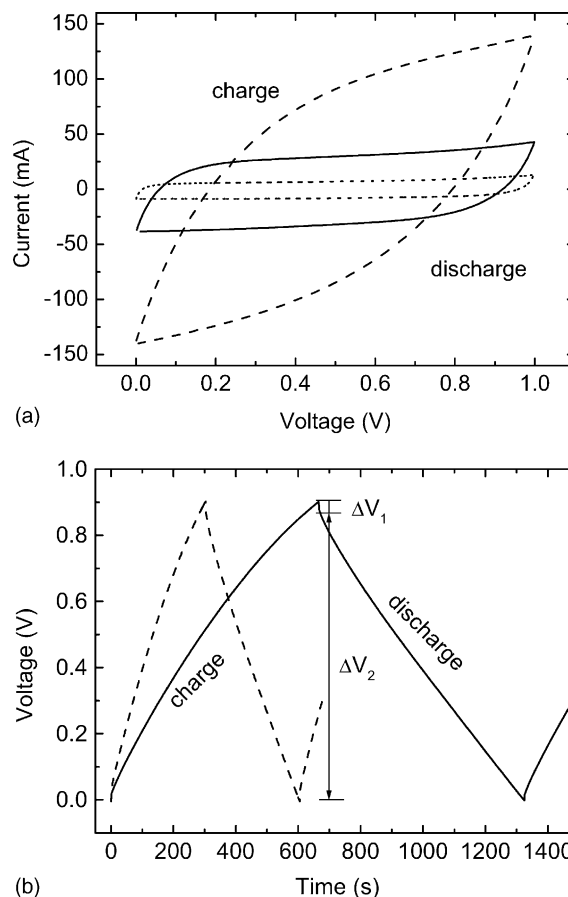 150
100
50
0
-50
-100
-150
Current (mA)
charge
discharge
0.0 0.2 0.4 0.6 0.8 1.0
Voltage (V)
(a)
1.0
0.8
0.6
0.4
0.2
0.0
Voltage (V)
charge
discharge
ΔV1
ΔV2
0 200 400 600 800 1000 1200 1400
Time (s)
(b)